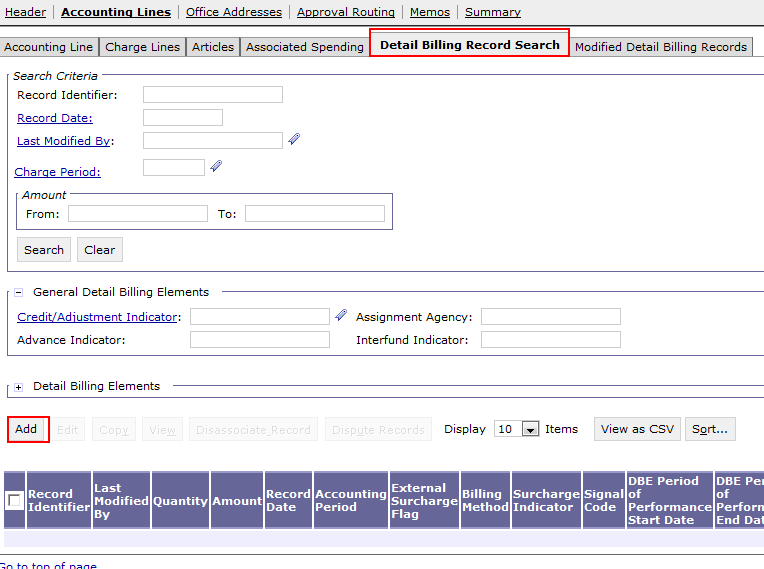 Header Accounting Lines Office Addresses Approval Routing Memos Summary
Accounting Line Charge Lines Articles Associated Spending Detail Billing Record Search Modified Detail Billing Records
Search Criteria
Record Identifier:
Record Date:
Last Modified By:
Charge Period:
Amount
From: To:
Search Clear
General Detail Billing Elements
Credit/Adjustment Indicator: Assignment Agency:
Advance Indicator: Interfund Indicator:
Detail Billing Elements
Add Edit Copy View Disassociate Record Dispute Records Display 10 Items View as CSV Sort...
Record Identifier Last Modified By Quantity Amount Record Date Accounting Period External Surcharge Flag Billing Method Surcharge Indicator Signal Code DBE Period of Performance Start Date DBE Per of Perform End Dat
Go to top of page